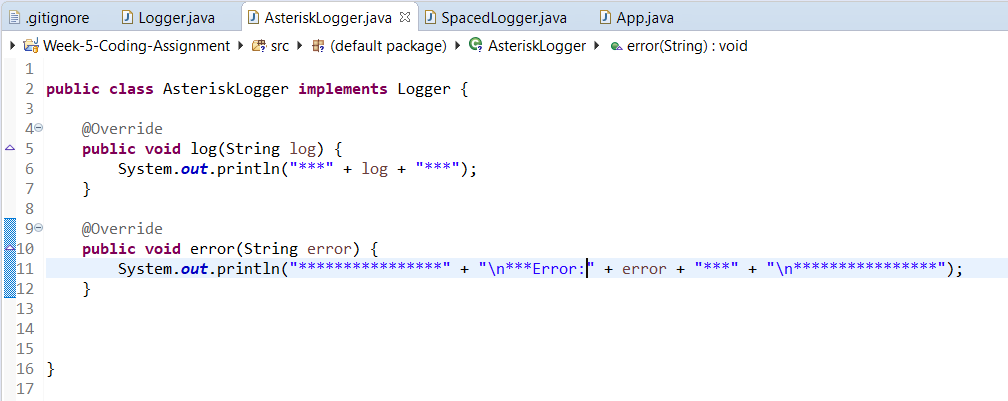 .gitignore Logger.java AsteriskLogger.java SpacedLogger.java App.java
Week-5-Coding-Assignment src (default package) AsteriskLogger error(String) : void
1
2 public class AsteriskLogger implements Logger {
3
4 @Override
5 public void log(String log) {
6 System.out.println("***" + log + "***");
7 }
8
9 @Override
10 public void error(String error) {
11 System.out.println("****************" + "\n***Error:" + error + "***" + "\n****************");
12 }
13
14
15
16 }
17